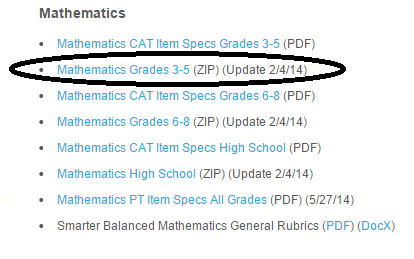 Mathematics
• Mathematics CAT Item Specs Grades 3-5 (PDF)
• Mathematics Grades 3-5 (ZIP) (Update 2/4/14)
• Mathematics CAT Item Specs Grades 6-8 (PDF)
• Mathematics Grades 6-8 (ZIP) (Update 2/4/14)
• Mathematics CAT Item Specs High School (PDF)
• Mathematics High School (ZIP) (Update 2/4/14)
• Mathematics PT Item Specs All Grades (PDF) (5/27/14)
• Smarter Balanced Mathematics General Rubrics (PDF) (DocX)